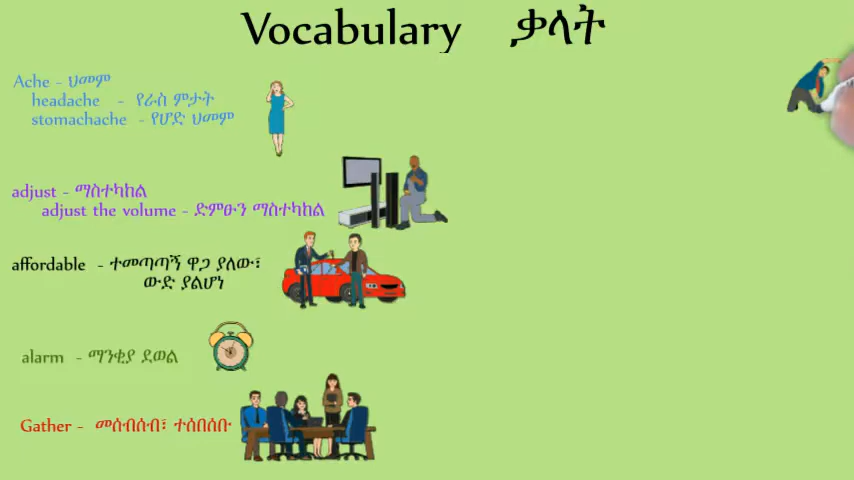 Vocabulary ቃላት
Ache - ህመም
headache - የራስ ምታት
stomachache - የሆድ ህመም
adjust - ማስተካከል
adjust the volume - ድምፁን ማስተካከል
affordable - ተመጣጣኝ ዋጋ ያለው፣
ውድ ያልሆነ
alarm - ማንቂያ ደወል
Gather - መሰብሰብ፣ ተሰበሰቡ